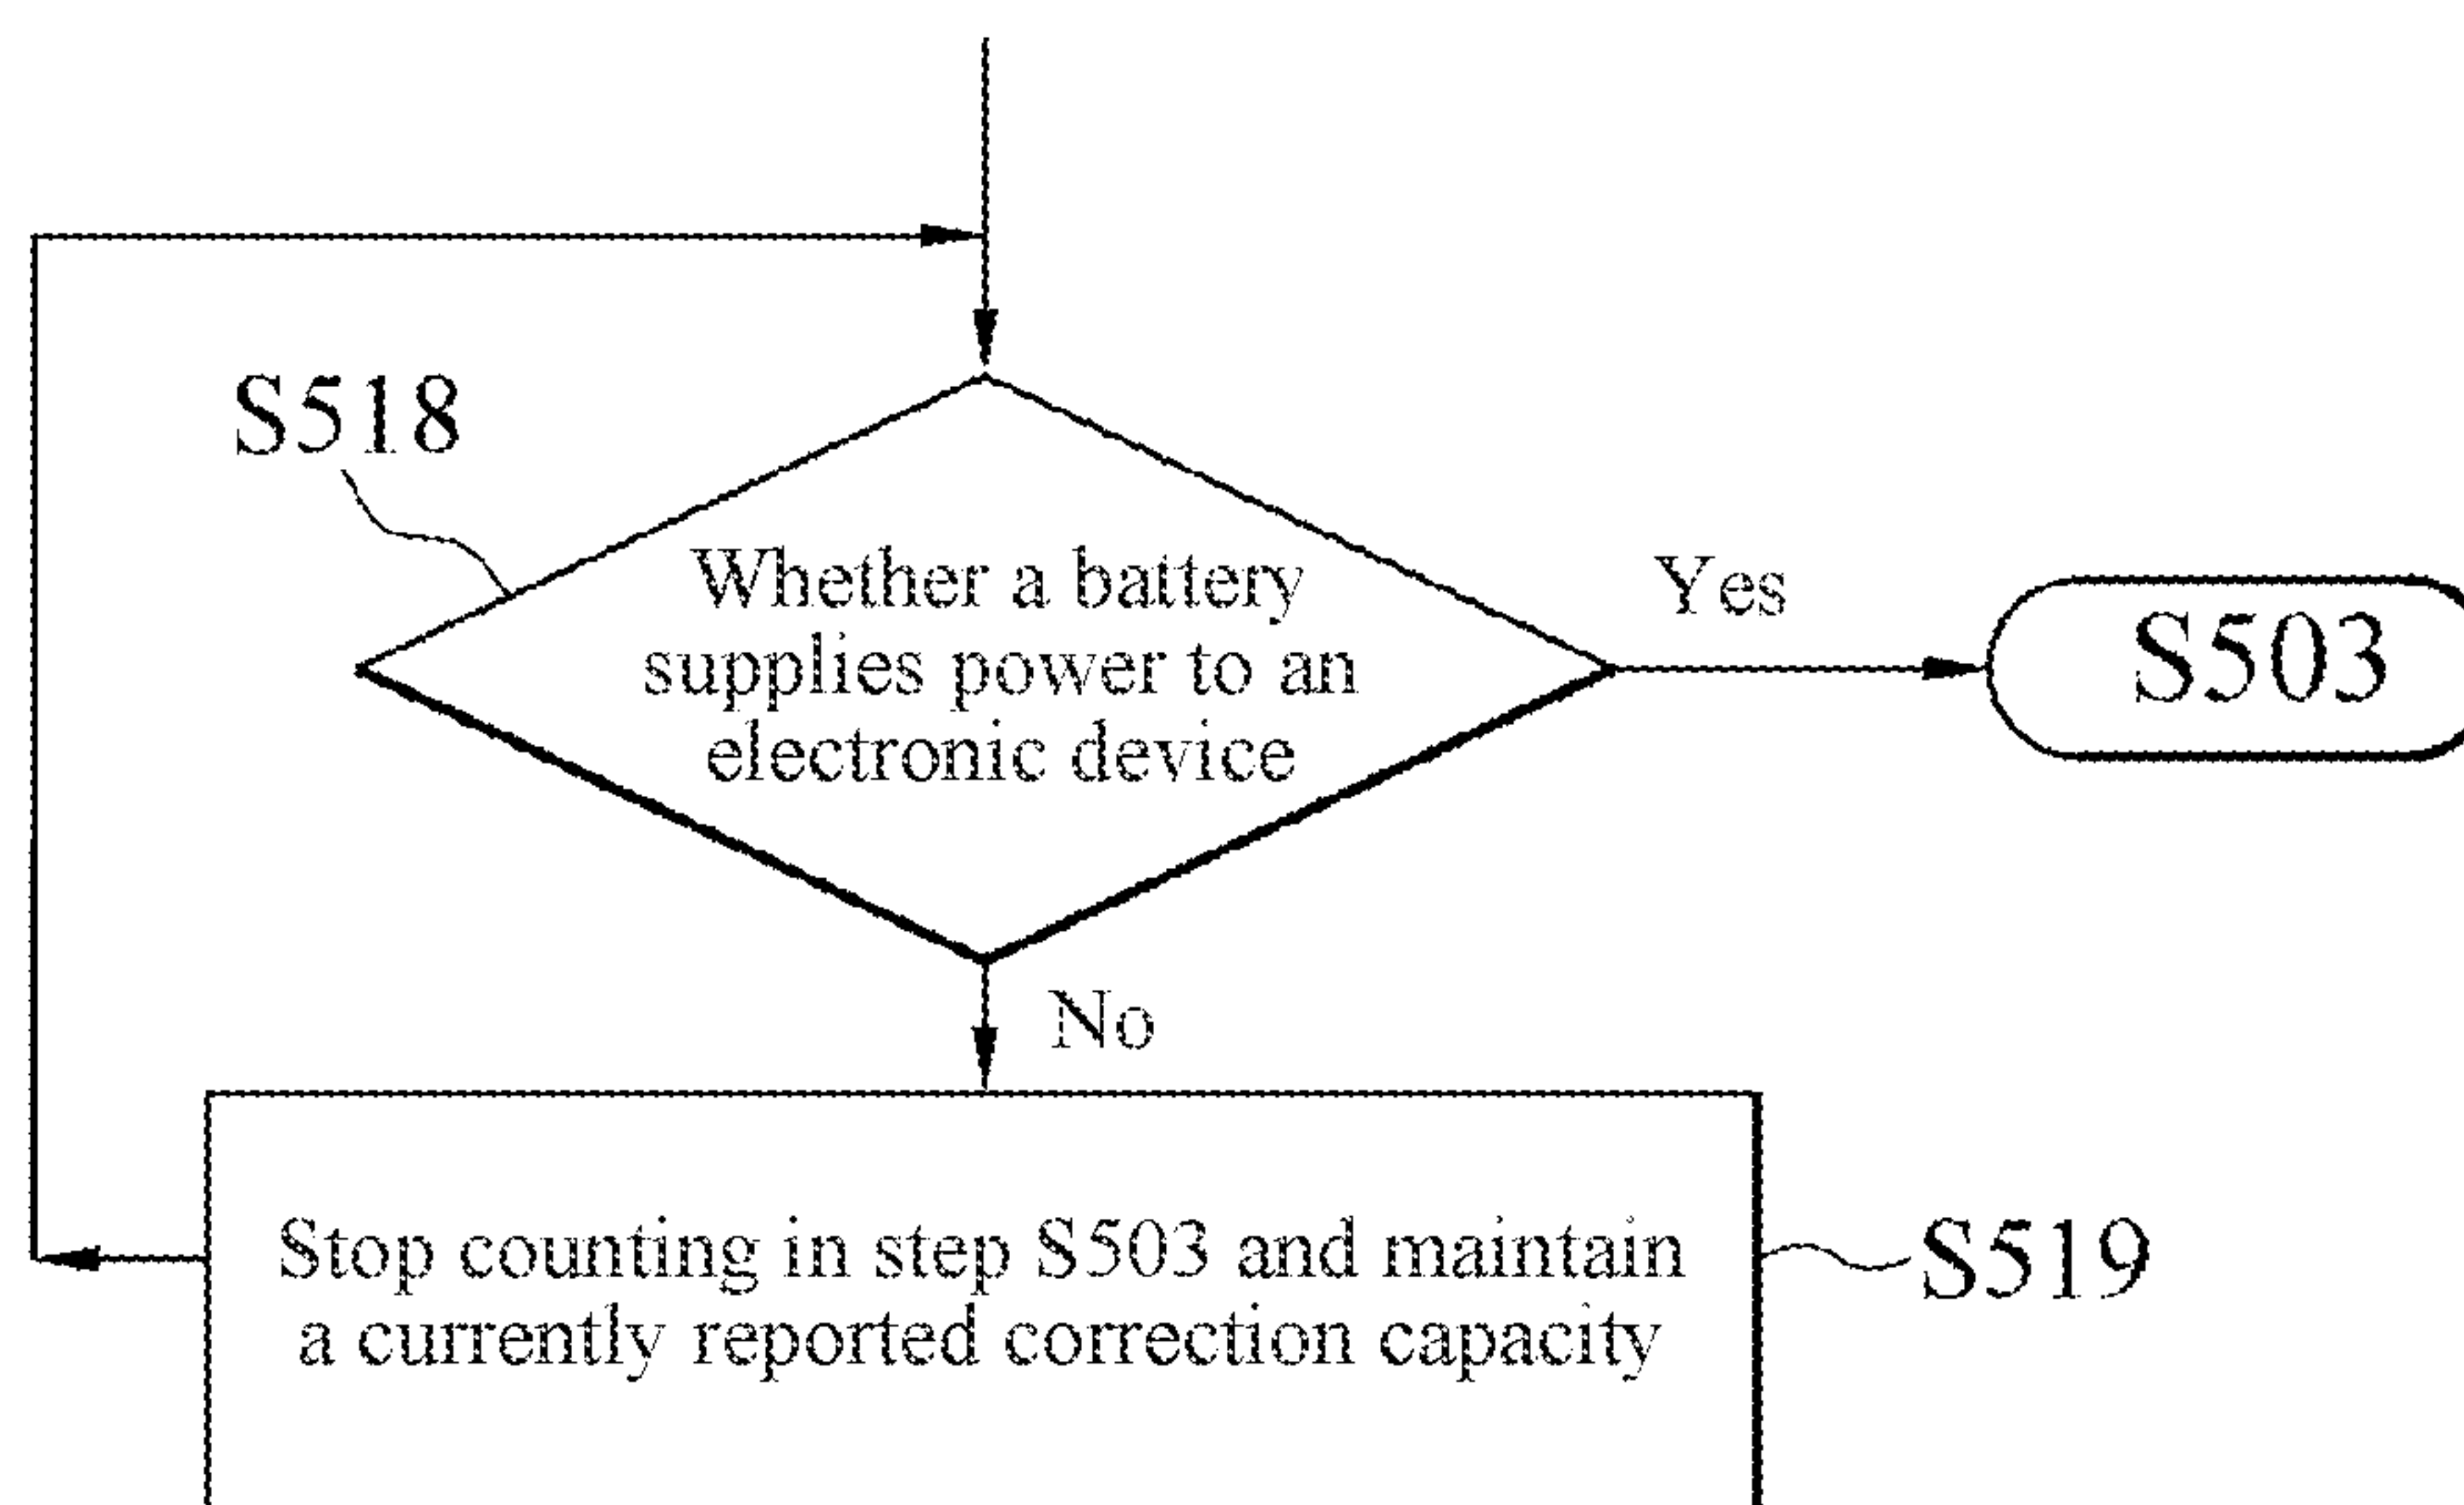 S518
Whether a battery
supplies power to an
electronic device
Yes
S503
No
Stop counting in step S503 and maintain
a currently reported correction capacity
S519